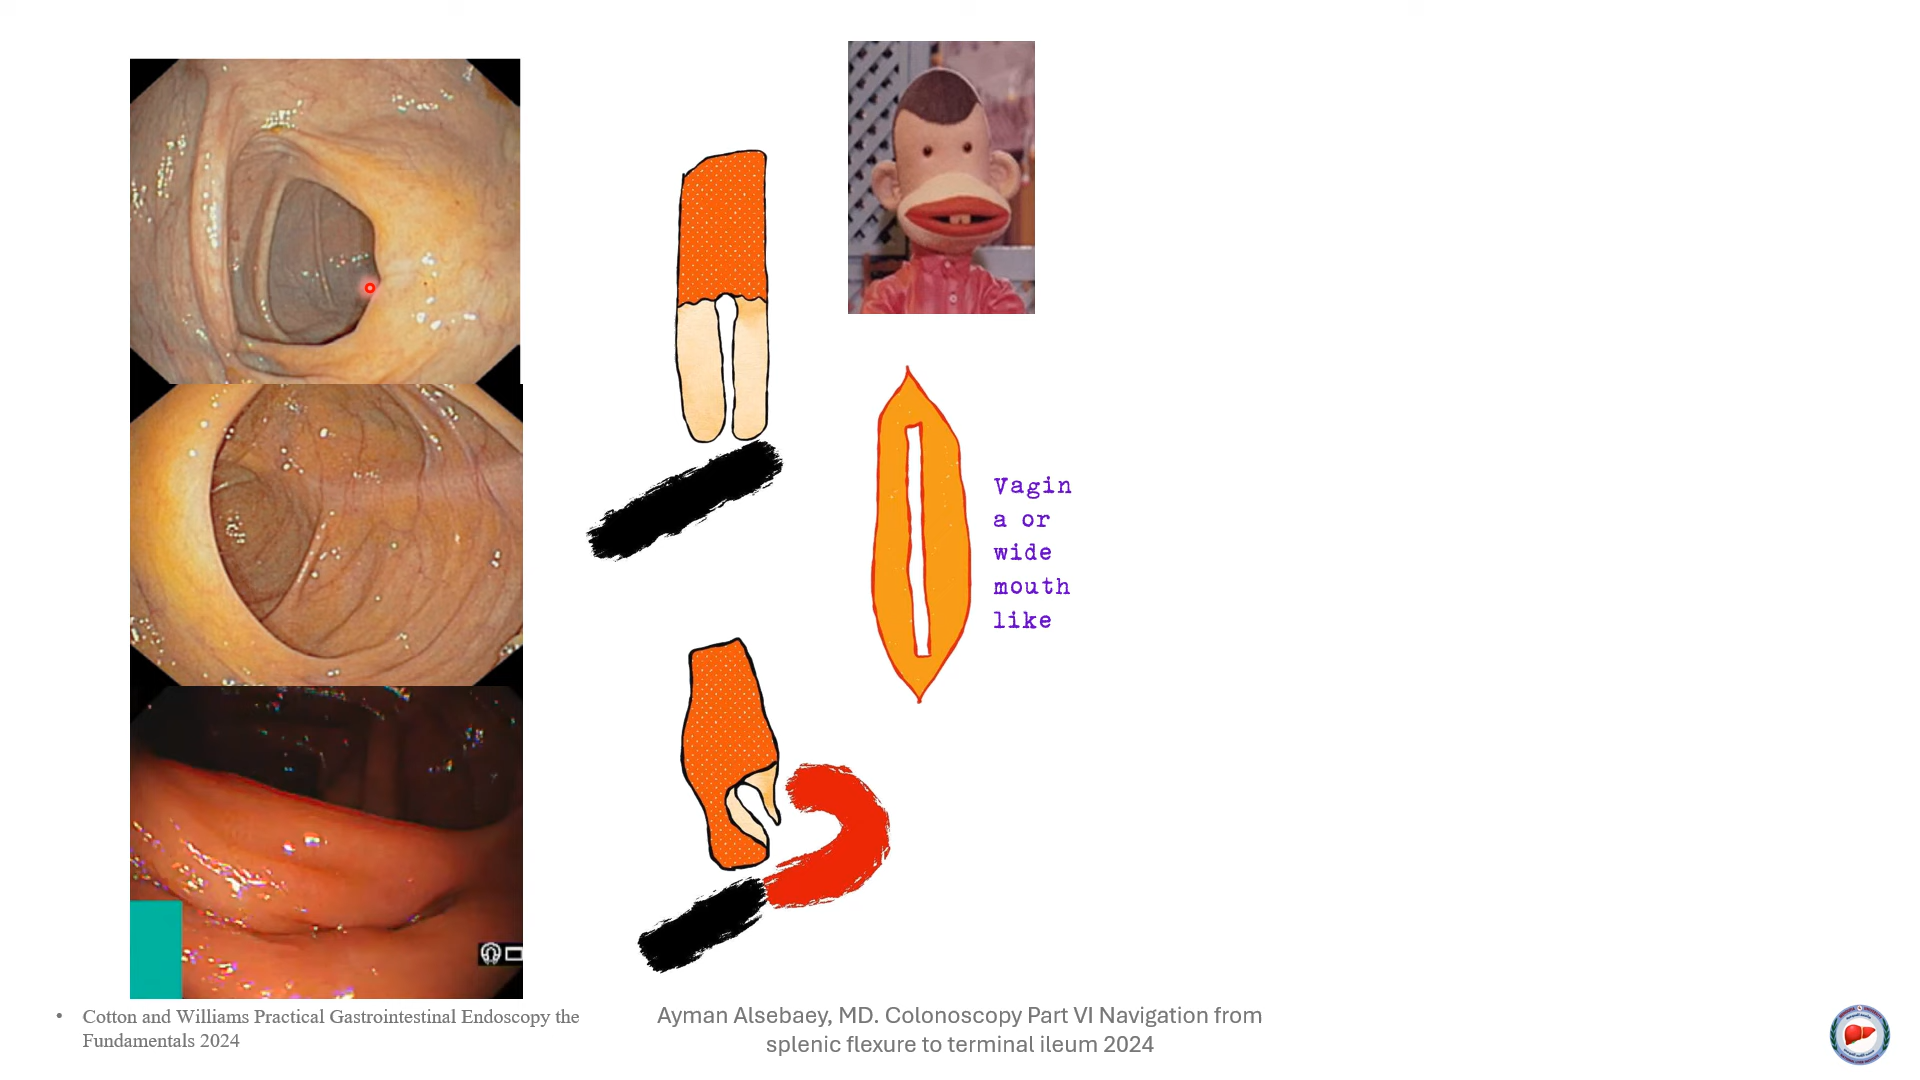 Vagin
a or
wide
mouth
like
• Cotton and Williams Practical Gastrointestinal Endoscopy the
Fundamentals 2024
Ayman Alsebaey, MD. Colonoscopy Part VI Navigation from
splenic flexure to terminal ileum 2024